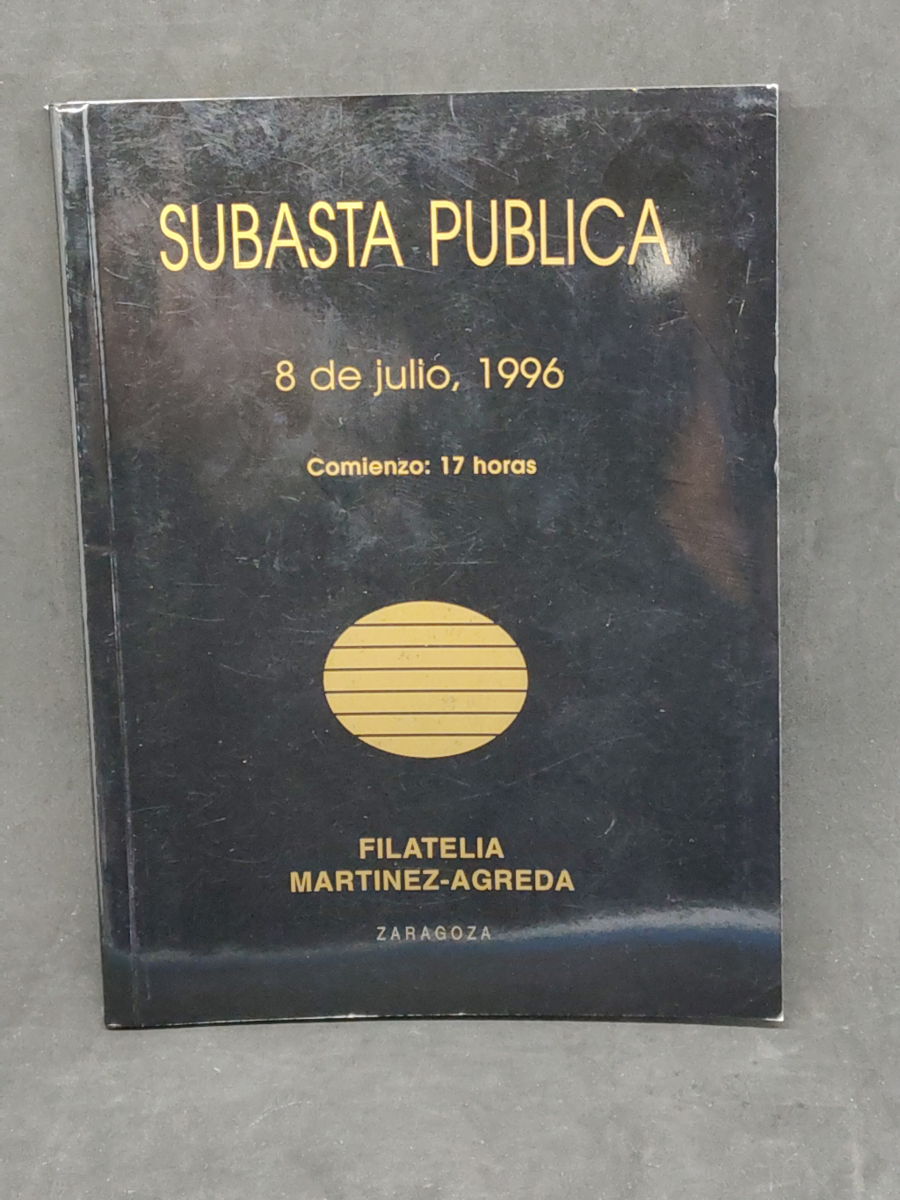 SUBASTA PUBLICA
8 de julio, 1996
Comienzo: 17 horas
FILATELIA
MARTINEZ-AGREDA
ZARAGOZA